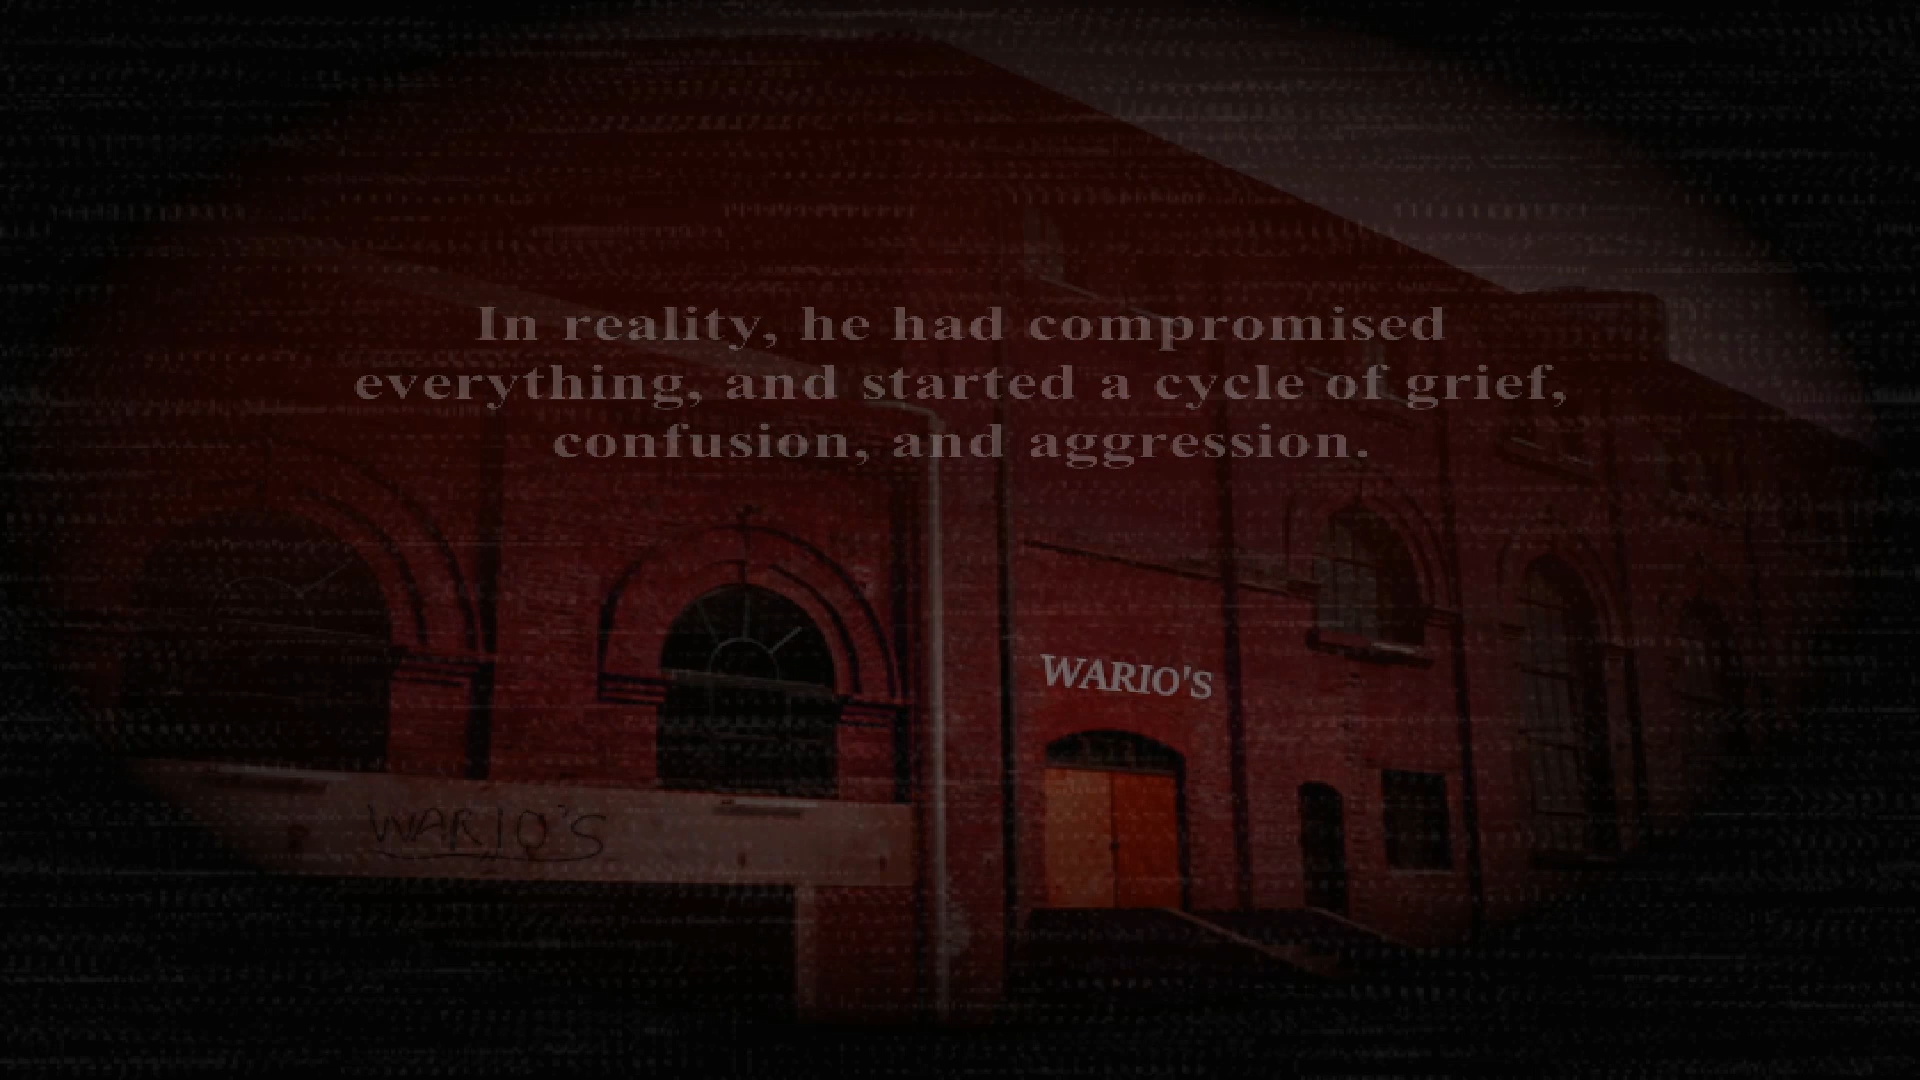 In reality, he had compromised
everything, and started a cycle of grief,
confusion, and aggression.
WARIO'S
WARIO'S